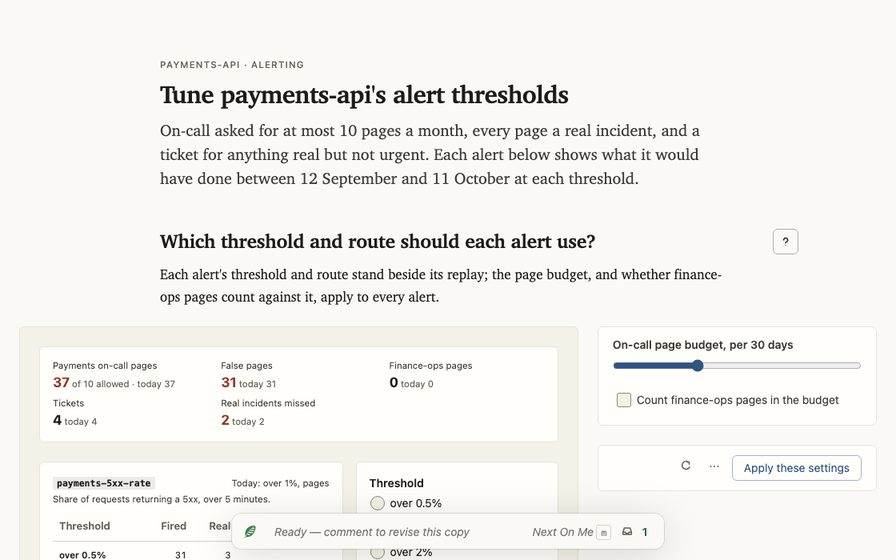 PAYMENTS-API · ALERTING
Tune payments-api's alert thresholds
On-call asked for at most 10 pages a month, every page a real incident, and a
ticket for anything real but not urgent. Each alert below shows what it would
have done between 12 September and 11 October at each threshold.
Which threshold and route should each alert use?
?
Each alert's threshold and route stand beside its replay; the page budget, and whether finance-
ops pages count against it, apply to every alert.
Payments on-call pages
37 of 10 allowed · today 37
False pages
31 today 31
Finance-ops pages
0 today 0
Tickets
4 today 4
Real incidents missed
2 today 2
On-call page budget, per 30 days
Count finance-ops pages in the budget
... Apply these settings
payments-5xx-rate Today: over 1%, pages
Share of requests returning a 5xx, over 5 minutes.
Threshold Fired Real
over 0.5% 31 3
Threshold
over 0.5%
over 2%
Ready — comment to revise this copy Next On Me m 1